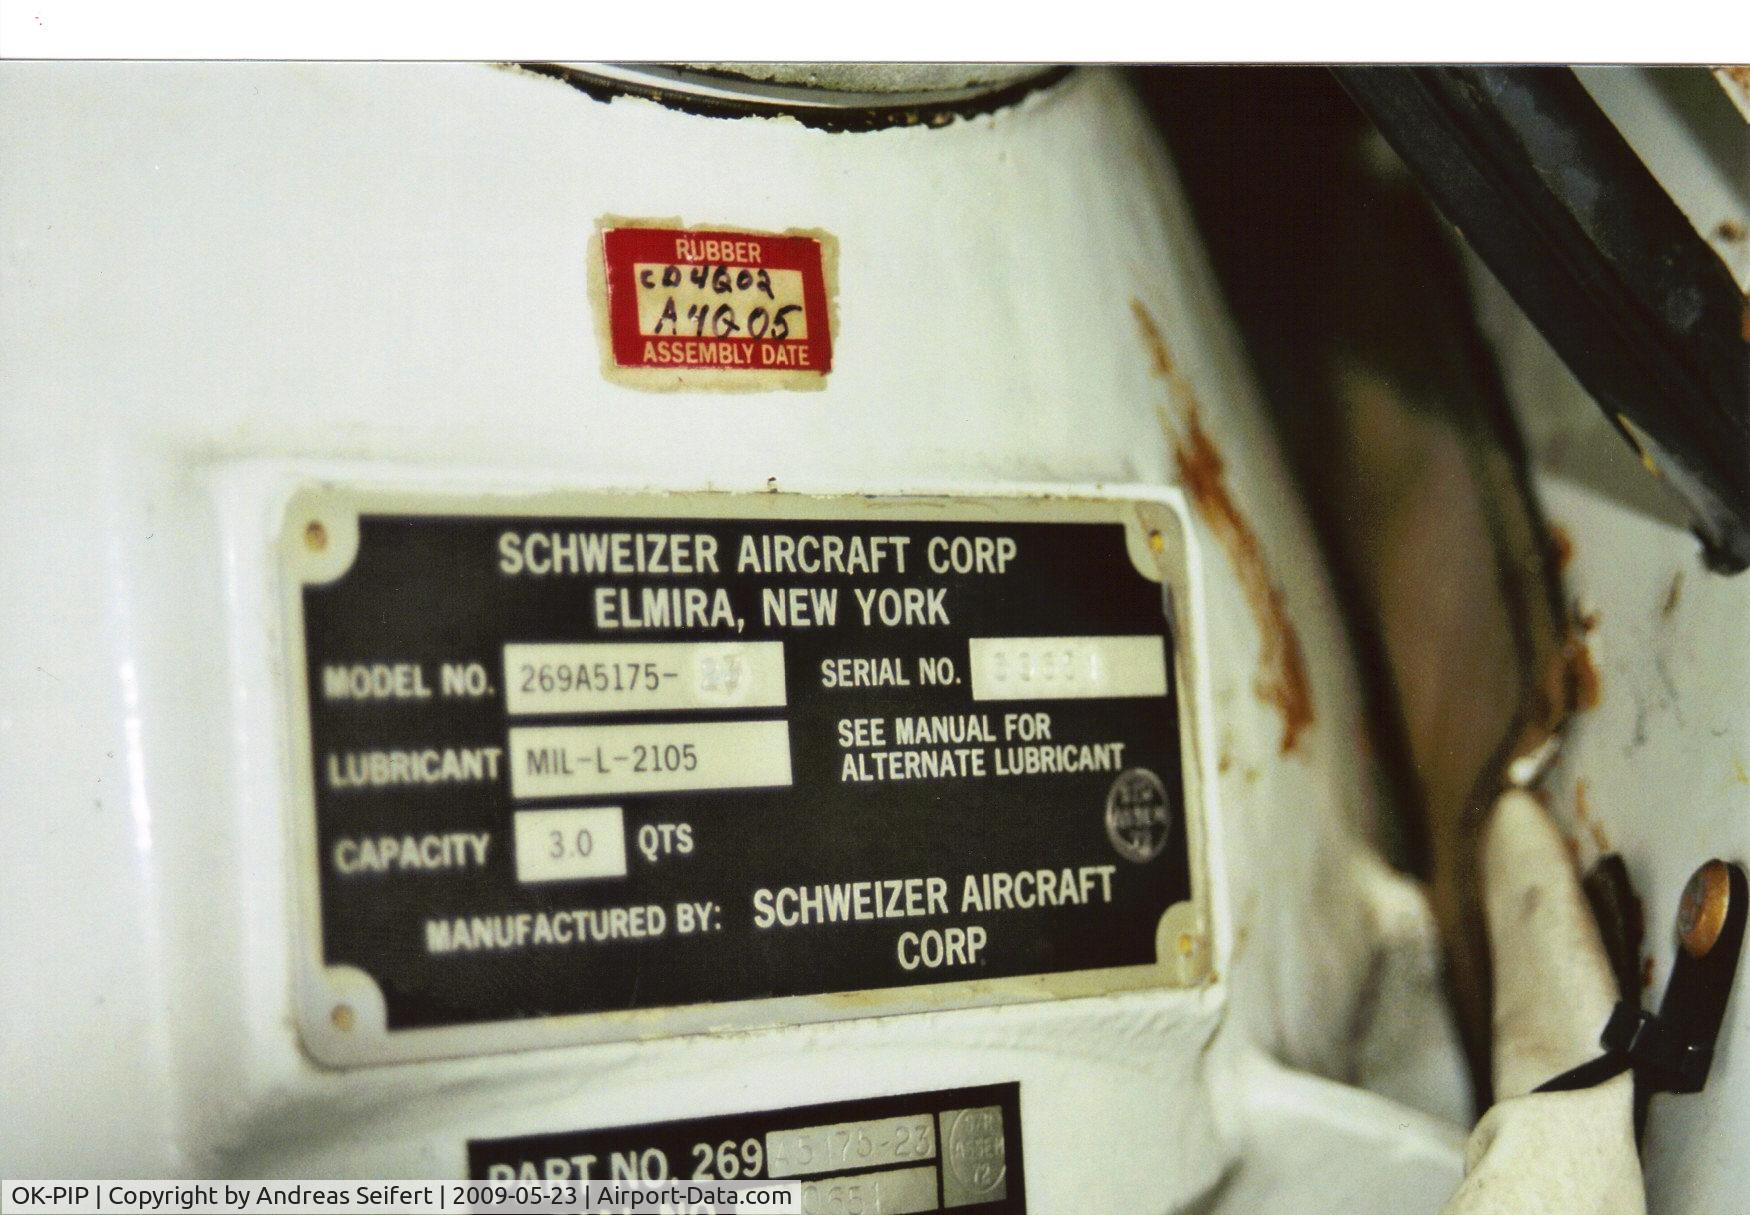 RUBBER
CD4Q02
A4Q05
ASSEMBLY DATE
SCHWEIZER AIRCRAFT CORP
ELMIRA, NEW YORK
MODEL NO. 269A5175- SERIAL NO.
LUBRICANT MIL-L-2105 SEE MANUAL FOR
ALTERNATE LUBRICANT
CAPACITY 3.0 QTS
MANUFACTURED BY: SCHWEIZER AIRCRAFT
CORP.
PART NO. 269 A5175-23
OK-PIP | Copyright by Andreas Seifert | 2009-05-23 | Airport-Data.com